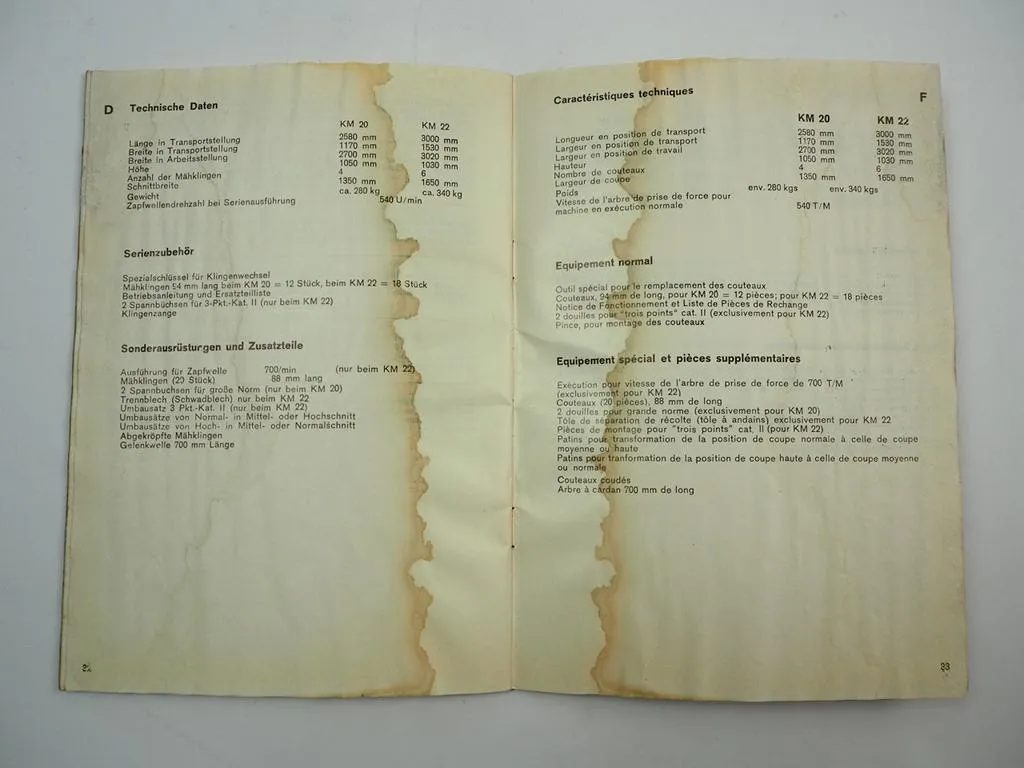 D Technische Daten
KM 20 KM 22
Länge in Transportstellung 2580 mm 3000 mm
Breite in Transportstellung 1170 mm 1530 mm
Breite in Arbeitsstellung 2700 mm 3020 mm
Höhe 1050 mm 1030 mm
Anzahl der Mähklingen 4 6
Schnittbreite 1350 mm 1650 mm
Gewicht ca. 280 kg ca. 340 kg
Zapfwellendrehzahl bei Serienausführung 540 U/min
Serienzubehör
Spezialschlüssel für Klingenwechsel
Mähklingen 94 mm lang beim KM 20 = 12 Stück, beim KM 22 = 18 Stück
Betriebsanleitung und Ersatzteilliste
2 Spannbüchsen für 3-Pkt.-Kat. II (nur beim KM 22)
Klingenzange
Sonderausrüstungen und Zusatzteile
Ausführung für Zapfwelle 700/min (nur beim KM 22)
Mähklingen (20 Stück) 88 mm lang
2 Spannbuchsen für große Norm (nur beim KM 20)
Trennblech (Schwadblech) nur beim KM 22
Umbausatz 3 Pkt.-Kat. II (nur beim KM 22)
Umbausätze von Normal- in Mittel- oder Hochschnitt
Umbausätze von Hoch- in Mittel- oder Normalschnitt
Abgekröpfte Mähklingen
Gelenkwelle 700 mm Länge
Caractéristiques techniques F
KM 20 KM 22
Longueur en position de transport 2580 mm 3000 mm
Largeur en position de transport 1170 mm 1530 mm
Largeur en position de travail 2700 mm 3020 mm
Hauteur 1050 mm 1030 mm
Nombre de couteaux 4 6
Largeur de coupe 1350 mm 1650 mm
Poids env. 280 kgs env. 340 kgs
Vitesse de l'arbre de prise de force pour
machine en exécution normale 540 T/M
Equipement normal
Outil spécial pour le remplacement des couteaux
Couteaux, 94 mm de long, pour KM 20 = 12 pièces; pour KM 22 = 18 pièces
Notice de Fonctionnement et Liste de Pièces de Rechange
2 douilles pour "trois points" cat. II (exclusivement pour KM 22)
Pince, pour montage des couteaux
Equipement spécial et pièces supplémentaires
Exécution pour vitesse de l'arbre de prise de force de 700 T/M
(exclusivement pour KM 22)
Couteaux (20 pièces), 88 mm de long
2 douilles pour grande norme (exclusivement pour KM 20)
Tôle de séparation de récolte (tôle à andains) exclusivement pour KM 22
Pièces de montage pour "trois points" cat. II (pour KM 22)
Patins pour transformation de la position de coupe normale à celle de coupe
moyenne ou haute
Patins pour tranformation de la position de coupe haute à celle de coupe moyenne
ou normale
Couteaux coudés
Arbre à cardan 700 mm de long
33